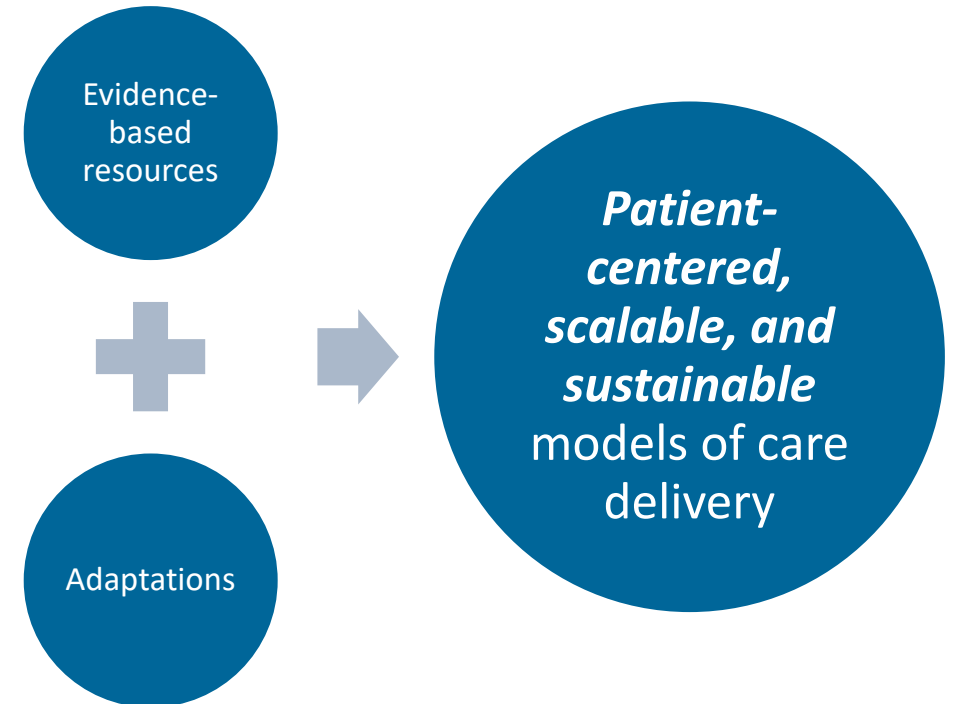 Evidence-
based
resources
Adaptations
Patient-
centered,
scalable, and
sustainable
models of care
delivery